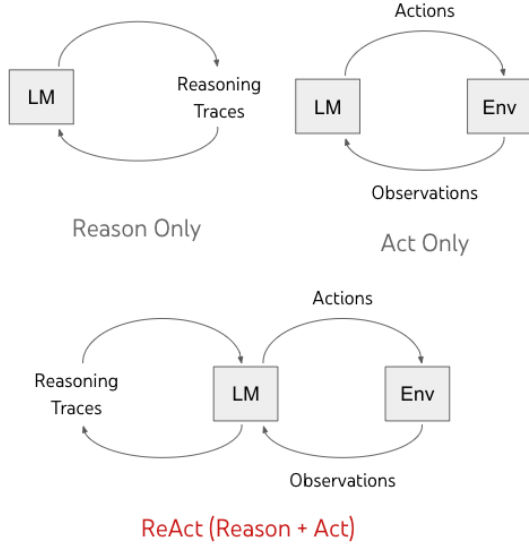 Actions
LM
Reasoning
Traces
LM
Env
Observations
Reason Only
Act Only
Actions
Reasoning
Traces
LM
Env
Observations
ReAct (Reason + Act)